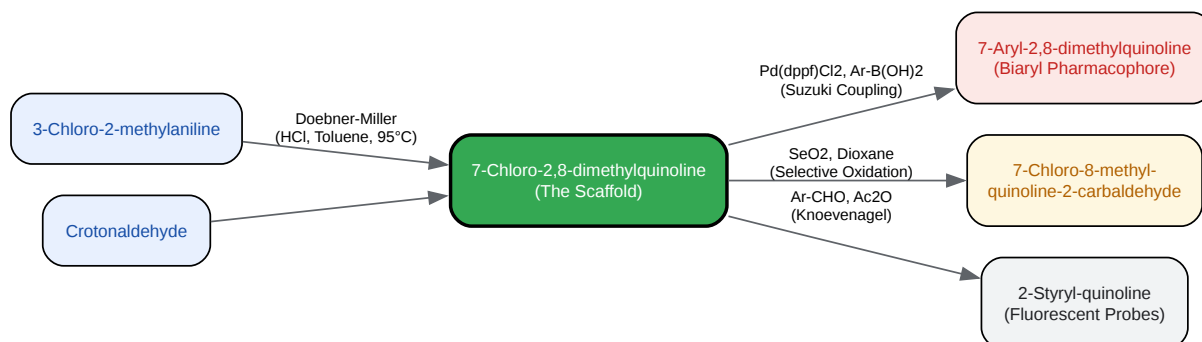 3-Chloro-2-methylaniline
Crotonaldehyde
Doebner-Miller
(HCl, Toluene, 95°C)
7-Chloro-2,8-dimethylquinoline
(The Scaffold)
Pd(dppf)Cl2, Ar-B(OH)2
(Suzuki Coupling)
SeO2, Dioxane
(Selective Oxidation)
Ar-CHO, Ac2O
(Knoevenagel)
7-Aryl-2,8-dimethylquinoline
(Biaryl Pharmacophore)
7-Chloro-8-methyl-
quinoline-2-carbaldehyde
2-Styryl-quinoline
(Fluorescent Probes)